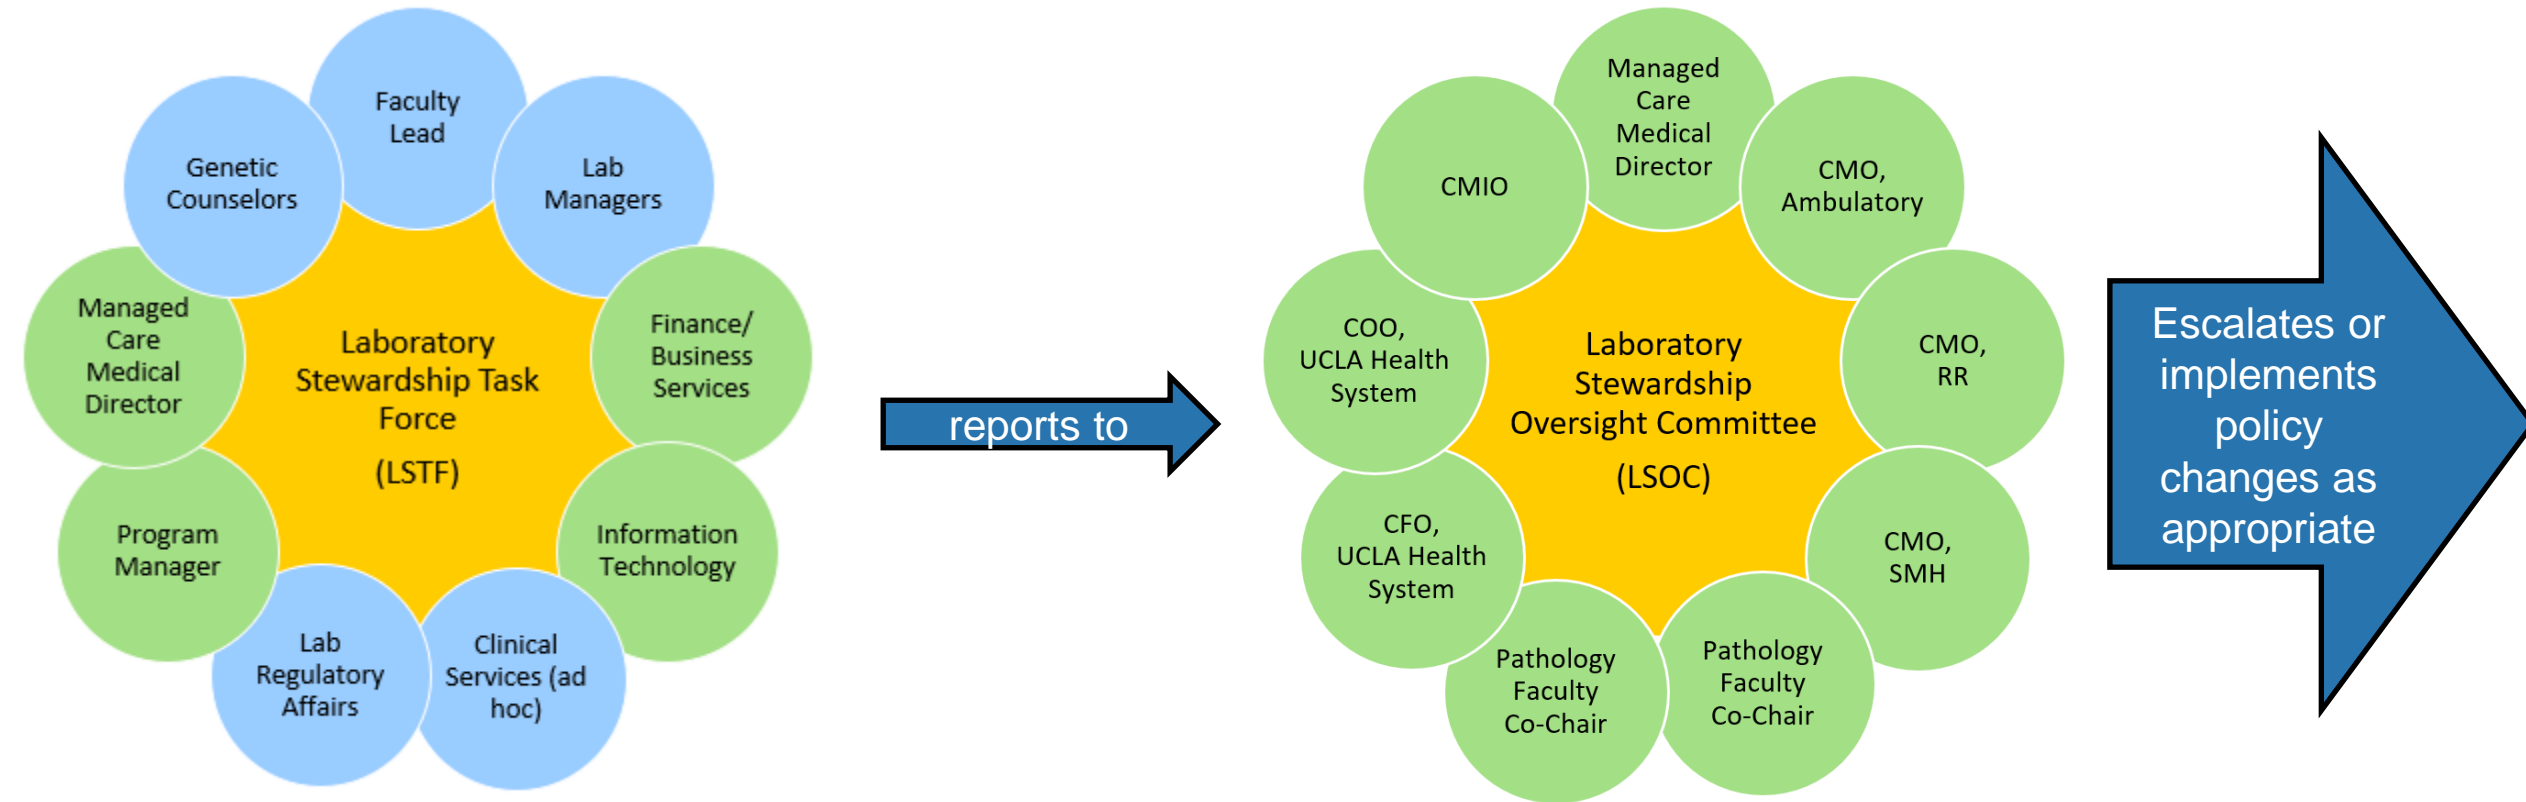 Faculty
Lead
Lab
Managers
Finance/
Business
Services
Information
Technology
Clinical
Services (ad
hoc)
Lab
Regulatory
Affairs
Program
Manager
Managed
Care
Medical
Director
Genetic
Counselors
Laboratory
Stewardship Task
Force
(LSTF)
reports to
Managed
Care
Medical
Director
CMO,
Ambulatory
CMO,
RR
CMO,
SMH
Pathology
Faculty
Co-Chair
Pathology
Faculty
Co-Chair
CFO,
UCLA Health
System
COO,
UCLA Health
System
CMIO
Laboratory
Stewardship
Oversight Committee
(LSOC)
Escalates or
implements
policy
changes as
appropriate